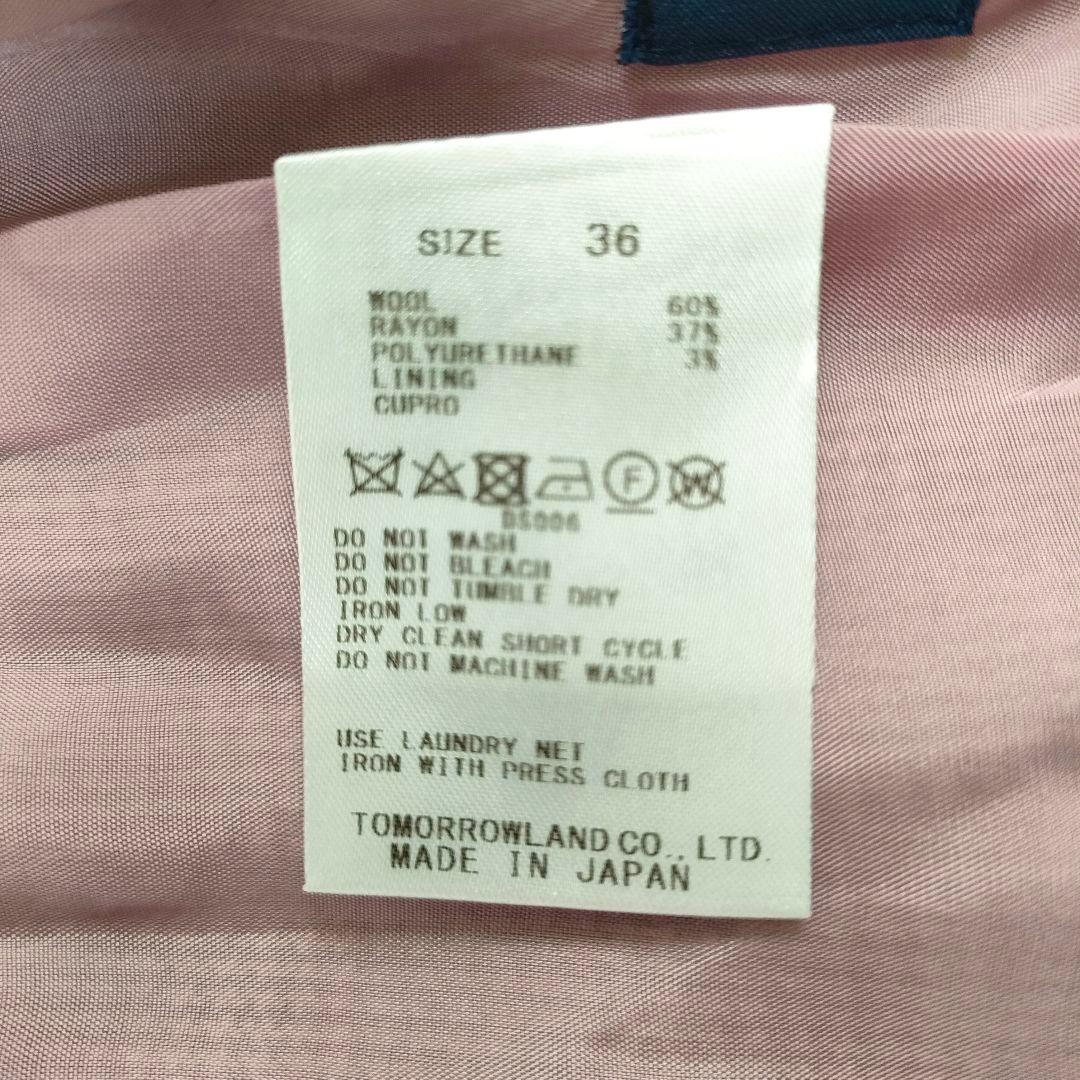 SIZE 36
WOOL 60%
RAYON 37%
POLYURETHANE 3%
LINING
CUPRO
F W
DS006
DO NOT WASH
DO NOT BLEACH
DO NOT TUMBLE DRY
IRON LOW
DRY CLEAN SHORT CYCLE
DO NOT MACHINE WASH
USE LAUNDRY NET
IRON WITH PRESS CLOTH
TOMORROWLAND CO., LTD.
MADE IN JAPAN